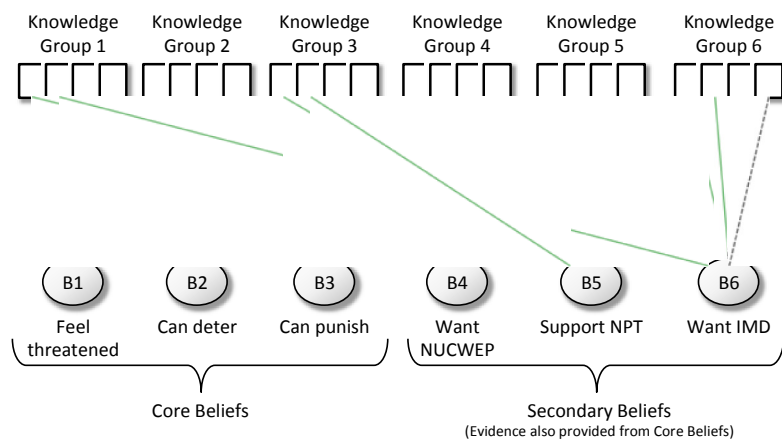 Knowledge Group 1
Knowledge Group 2
Knowledge Group 3
Knowledge Group 4
Knowledge Group 5
Knowledge Group 6
B1
B2
B3
B4
B5
B6
Feel threatened
Can deter
Can punish
Want NUCWEP
Support NPT
Want IMD
Core Beliefs
Secondary Beliefs
(Evidence also provided from Core Beliefs)